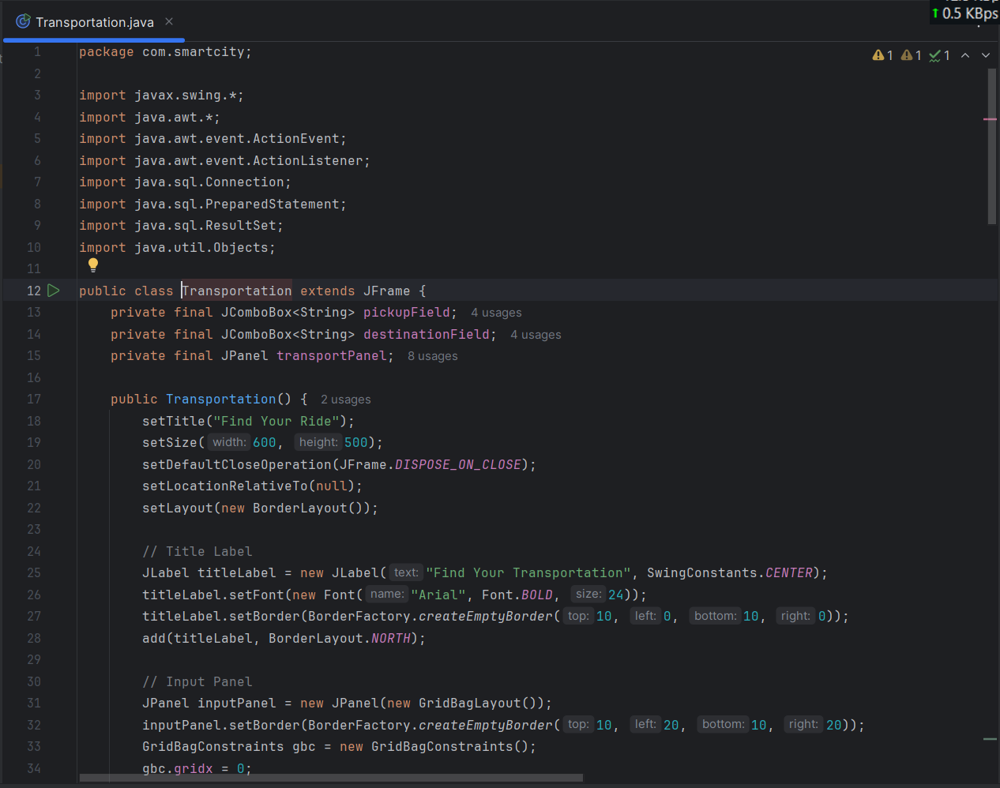 Transportation.java
0.5 KBps
1 1 1
1 package com.smartcity;
2
3 import javax.swing.*;
4 import java.awt.*;
5 import java.awt.event.ActionEvent;
6 import java.awt.event.ActionListener;
7 import java.sql.Connection;
8 import java.sql.PreparedStatement;
9 import java.sql.ResultSet;
10 import java.util.Objects;
11
12 public class Transportation extends JFrame {
13 private final JComboBox<String> pickupField; 4 usages
14 private final JComboBox<String> destinationField; 4 usages
15 private final JPanel transportPanel; 8 usages
16
17 public Transportation() { 2 usages
18 setTitle("Find Your Ride");
19 setSize( width: 600, height: 500);
20 setDefaultCloseOperation(JFrame.DISPOSE_ON_CLOSE);
21 setLocationRelativeTo(null);
22 setLayout(new BorderLayout());
23
24 // Title Label
25 JLabel titleLabel = new JLabel( text: "Find Your Transportation", SwingConstants.CENTER);
26 titleLabel.setFont(new Font( name: "Arial", Font.BOLD, size: 24));
27 titleLabel.setBorder(BorderFactory.createEmptyBorder( top: 10, left: 0, bottom: 10, right: 0));
28 add(titleLabel, BorderLayout.NORTH);
29
30 // Input Panel
31 JPanel inputPanel = new JPanel(new GridBagLayout());
32 inputPanel.setBorder(BorderFactory.createEmptyBorder( top: 10, left: 20, bottom: 10, right: 20));
33 GridBagConstraints gbc = new GridBagConstraints();
34 gbc.gridx = 0;